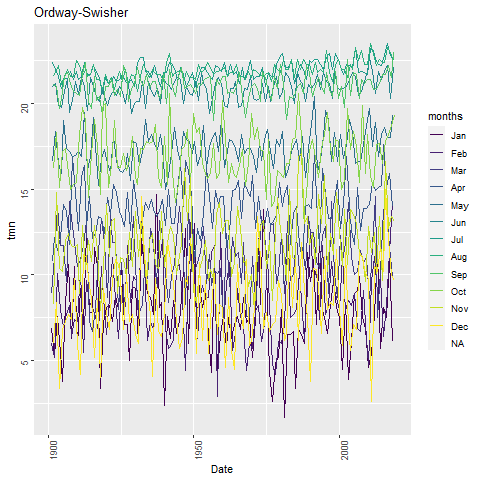 Ordway-Swisher
tmn
20
15
10
5
1900
1950
2000
Date
months
Jan
Feb
Mar
Apr
May
Jun
Jul
Aug
Sep
Oct
Nov
Dec
NA